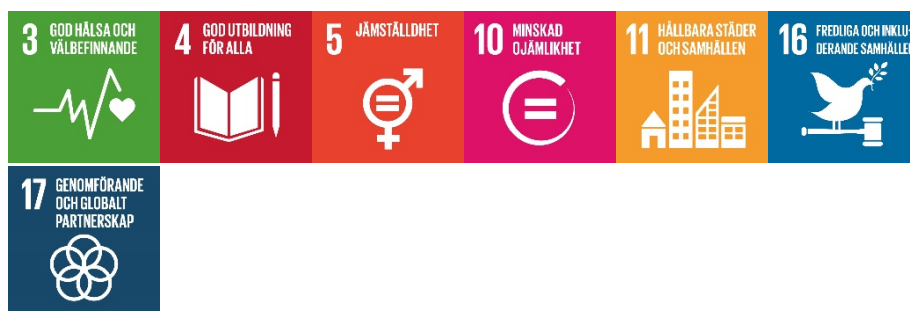 3 GOD HÄLSA OCH
VÄLBEFINNANDE
4 GOD UTBILDNING
FÖR ALLA
5 JÄMSTÄLLDHET
10 MINSKAD
OJÄMLIKHET
11 HÅLLBARA STÄDER
OCH SAMHÄLLEN
16 FREDLIGA OCH INKLU-
DERANDE SAMHÄLLEN
17 GENOMFÖRANDE
OCH GLOBALT
PARTNERSKAP